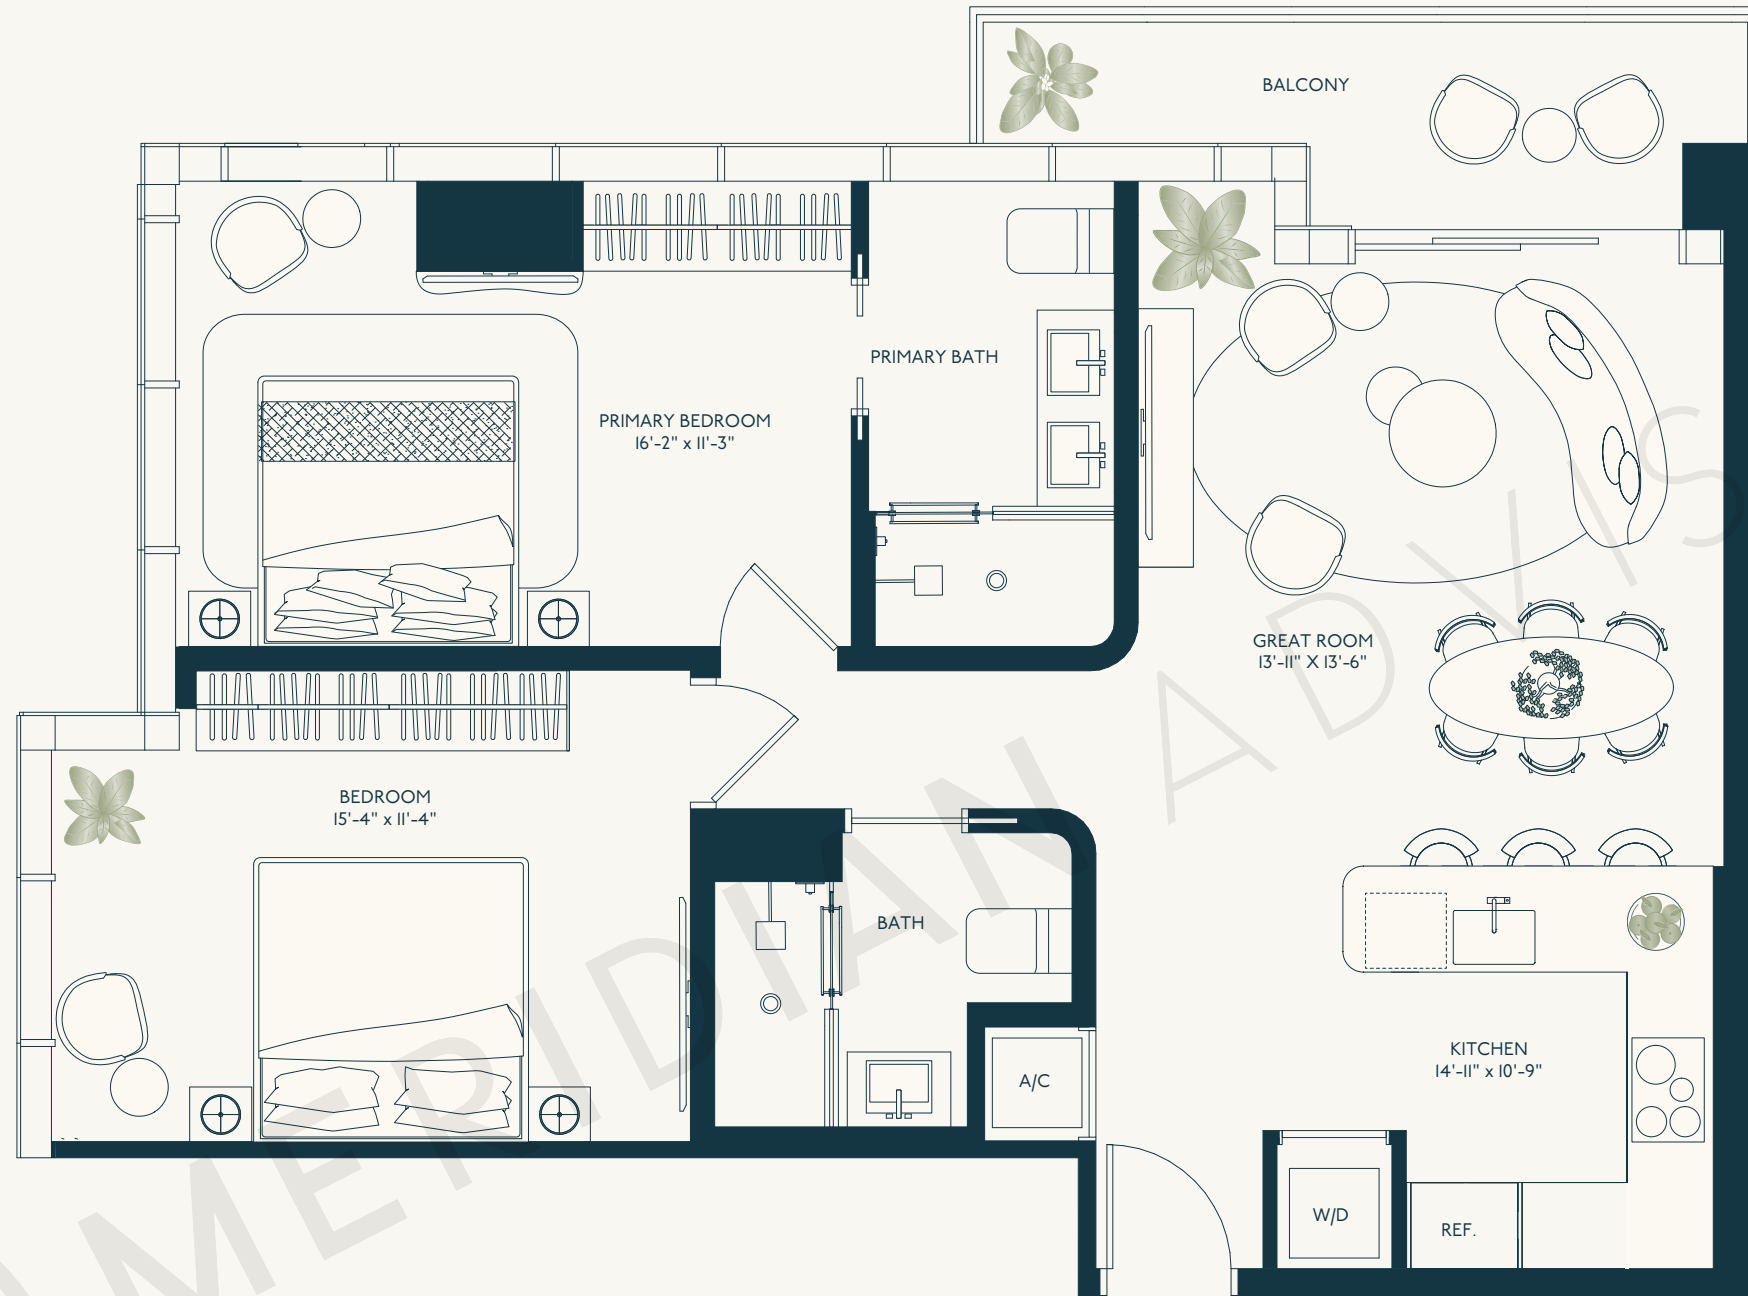 BALCONY
PRIMARY BATH
PRIMARY BEDROOM
16'-2" x 11'-3"
GREAT ROOM
13'-11" X 13'-6"
BEDROOM
15'-4" x 11'-4"
BATH
KITCHEN
14'-11" x 10'-9"
A/C
W/D
REF.
MERIDIAN ADVIS